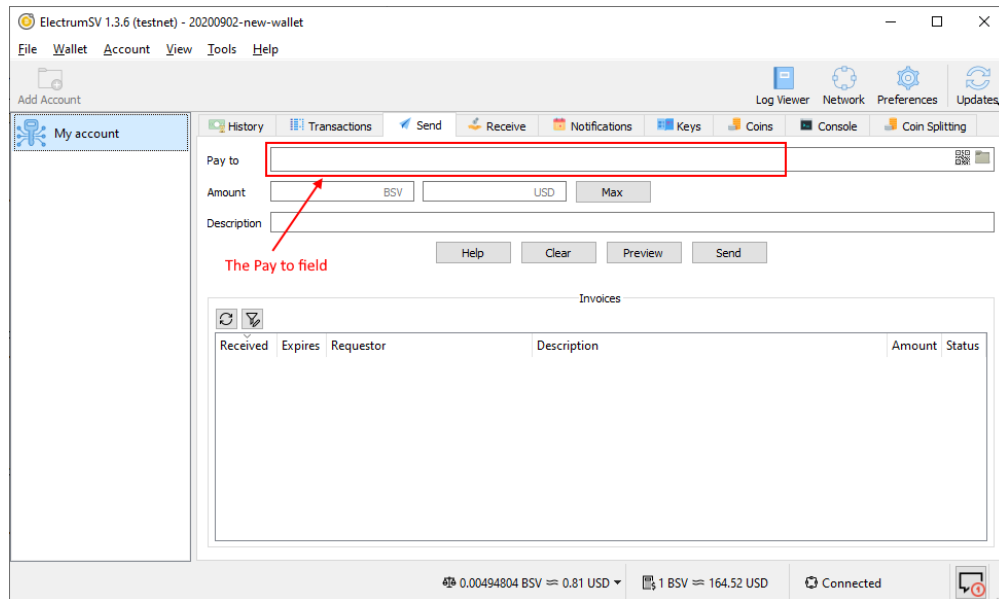 ElectrumSV 1.3.6 (testnet) - 20200902-new-wallet
File Wallet Account View Tools Help
Add Account
Log Viewer Network Preferences Updates
My account
History Transactions Send Receive Notifications Keys Coins Console Coin Splitting
Pay to
Amount BSV USD Max
Description
The Pay to field
Help Clear Preview Send
Invoices
Received Expires Requestor Description Amount Status
0.00494804 BSV ≈ 0.81 USD 1 BSV ≈ 164.52 USD Connected 1